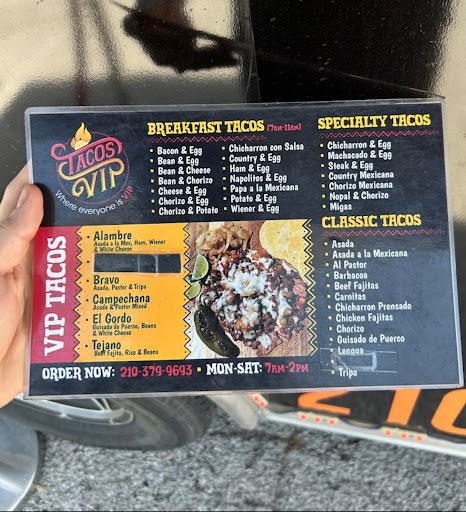 TACOS
VIP
Where everyone is VIP
BREAKFAST TACOS (7AM-11AM)
• Bacon & Egg
• Bean & Egg
• Bean & Cheese
• Bean & Chorizo
• Cheese & Egg
• Chorizo & Egg
• Chorizo & Potato
• Chicharron con Salsa
• Country & Egg
• Ham & Egg
• Napolitos & Egg
• Papa a la Mexicana
• Potato & Egg
• Wiener & Egg
SPECIALTY TACOS
• Chicharron & Egg
• Machacado & Egg
• Steak & Egg
• Country Mexicana
• Chorizo Mexicana
• Nopal & Chorizo
• Migas
CLASSIC TACOS
• Asada
• Asada a la Mexicana
• Al Pastor
• Barbacoa
• Beef Fajitas
• Carnitas
• Chicharron Prensado
• Chicken Fajitas
• Chorizo
• Guisado de Puerco
• Lengua
• Tripa
VIP TACOS
• Alambre
Asada a la Mex, Ham, Wiener
& White Cheese
• Bravo
Asada, Pastor & Tripa
• Campechana
Asada & Pastor Mixed
• El Gordo
Guisado de Puerco, Beans
& White Cheese
• Tejano
Beef Fajita, Rice & Beans
ORDER NOW: 210-379-9693 • MON-SAT: 7AM-2PM